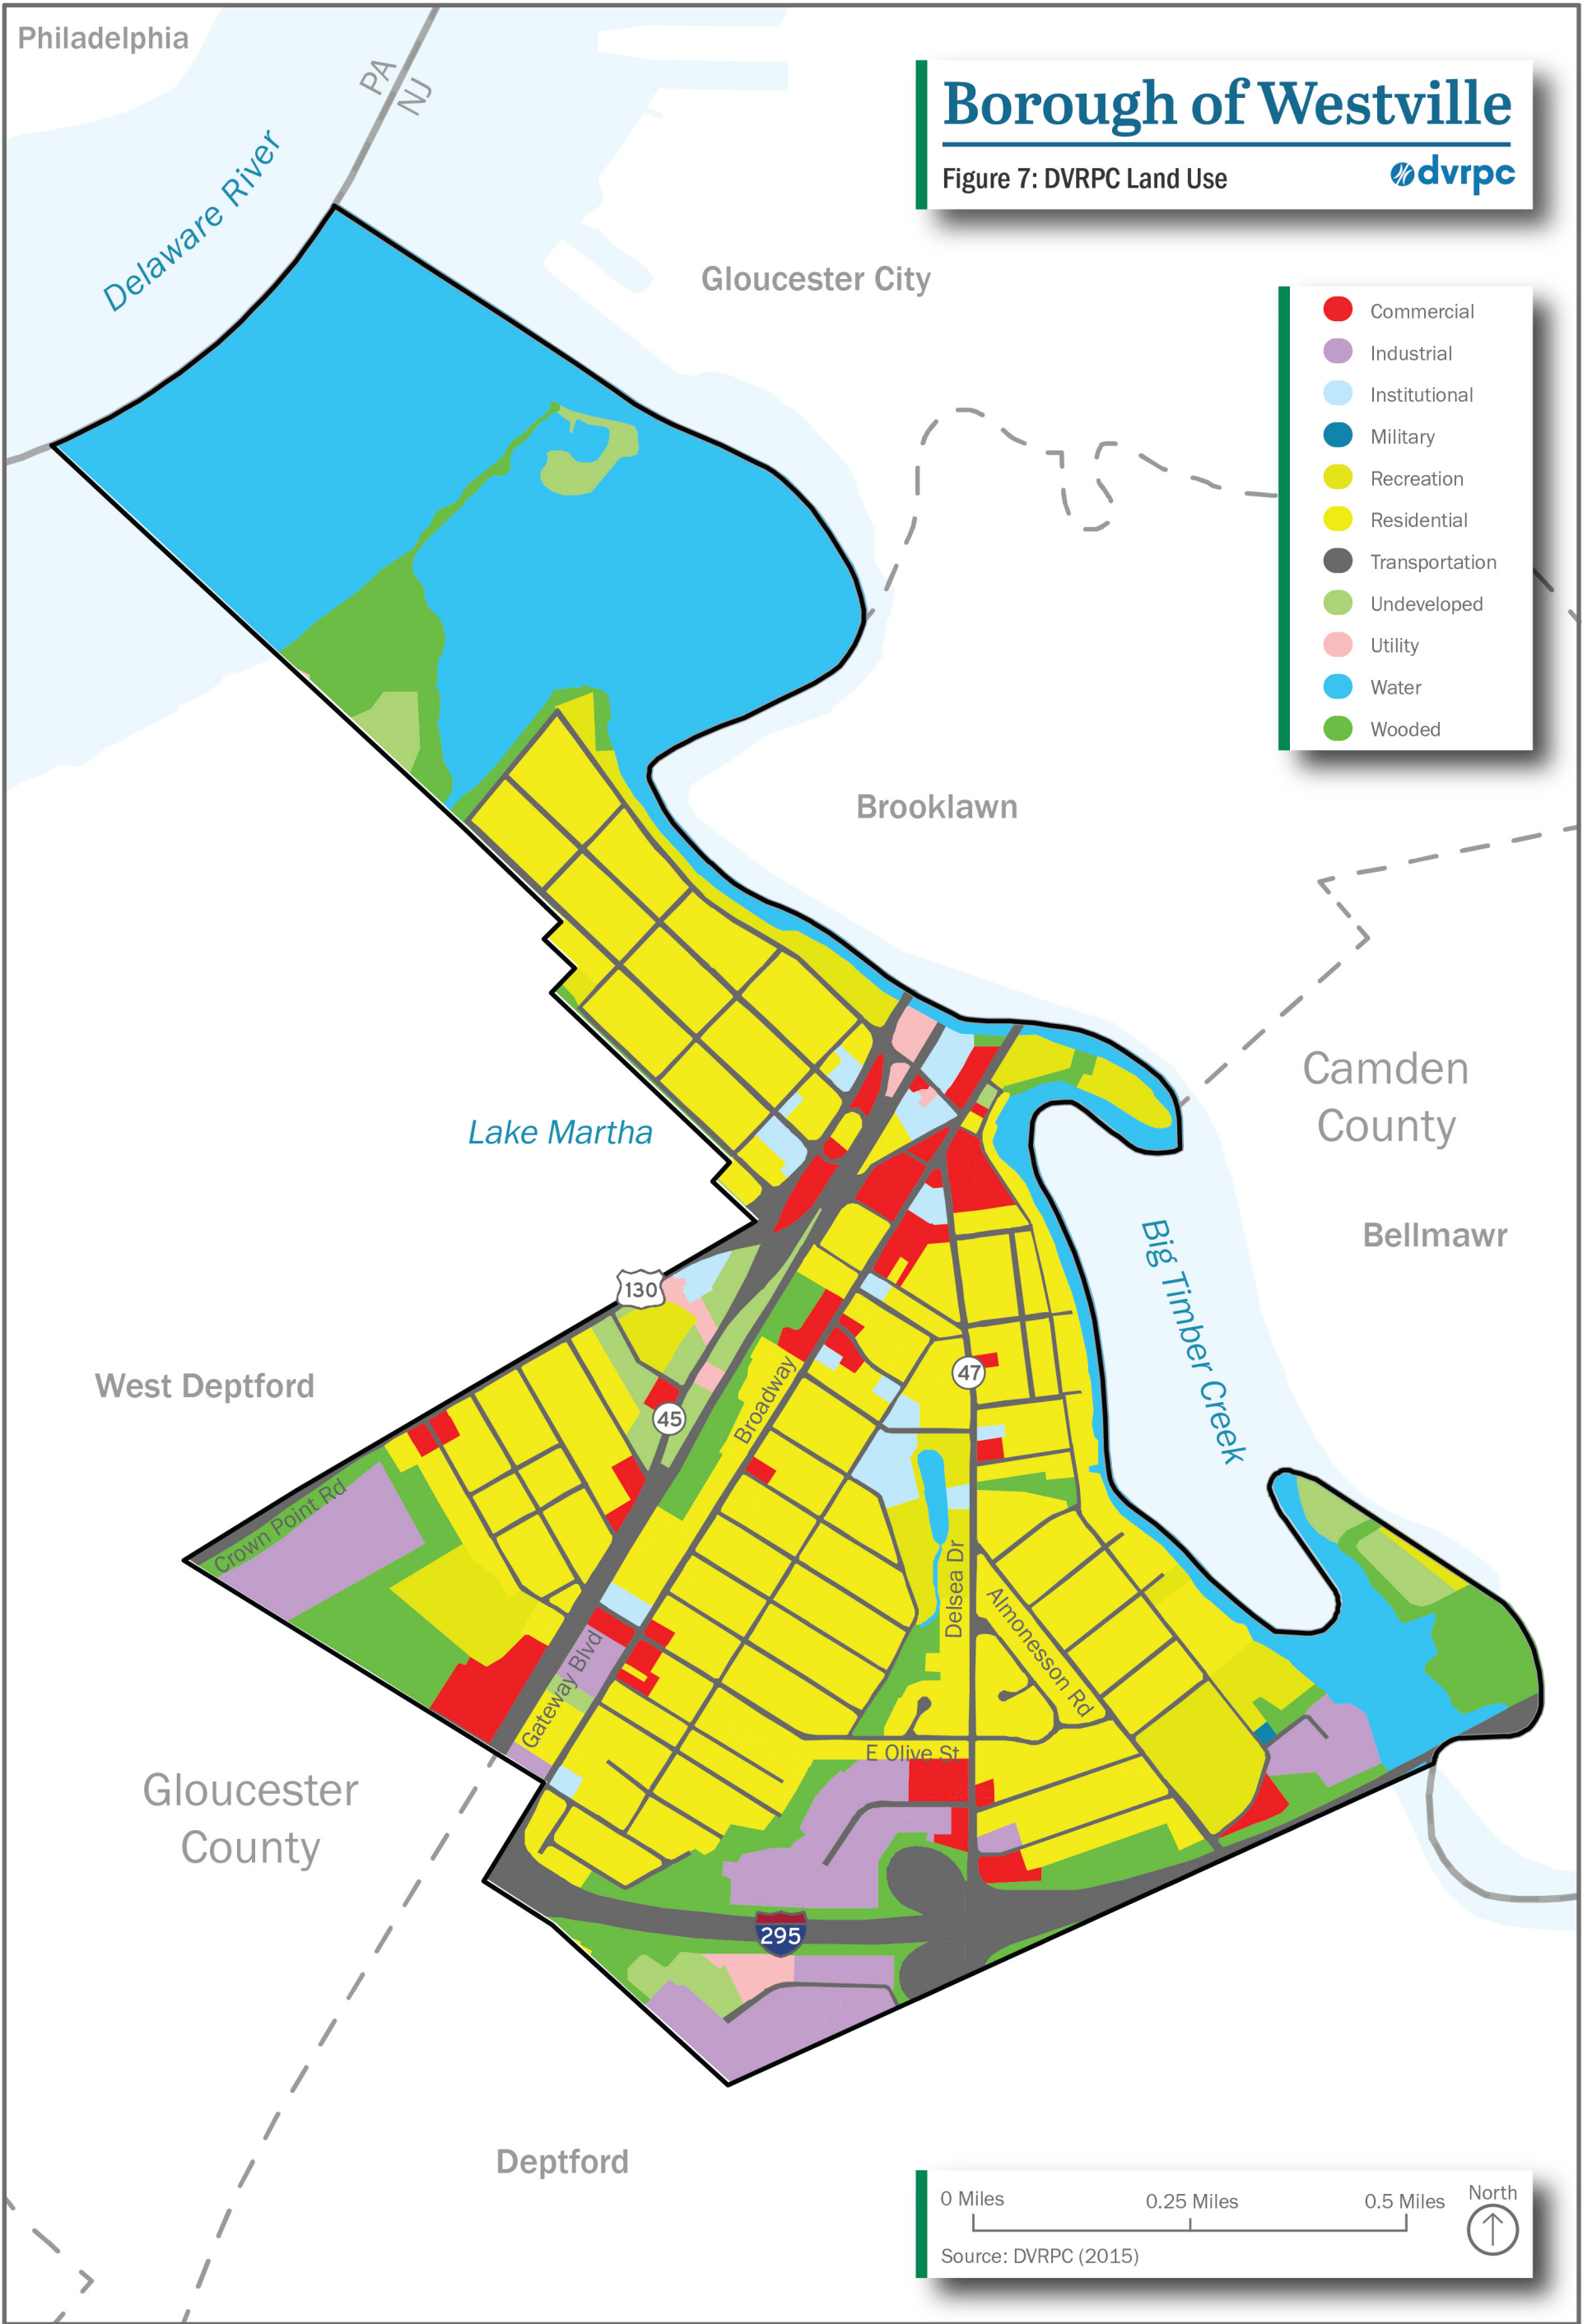 Philadelphia
PA
NJ
Borough of Westville
Figure 7: DVRPC Land Use
dvrpc
Delaware River
Gloucester City
Commercial
Industrial
Institutional
Military
Recreation
Residential
Transportation
Undeveloped
Utility
Water
Wooded
Brooklawn
Camden
County
Lake Martha
Bellmawr
Big Timber Creek
130
West Deptford
47
45
Broadway
Crown Point Rd
Delsea Dr
Almonesson Rd
Gateway Blvd
E Olive St
Gloucester
County
295
Deptford
0 Miles
0.25 Miles
0.5 Miles
North
Source: DVRPC (2015)